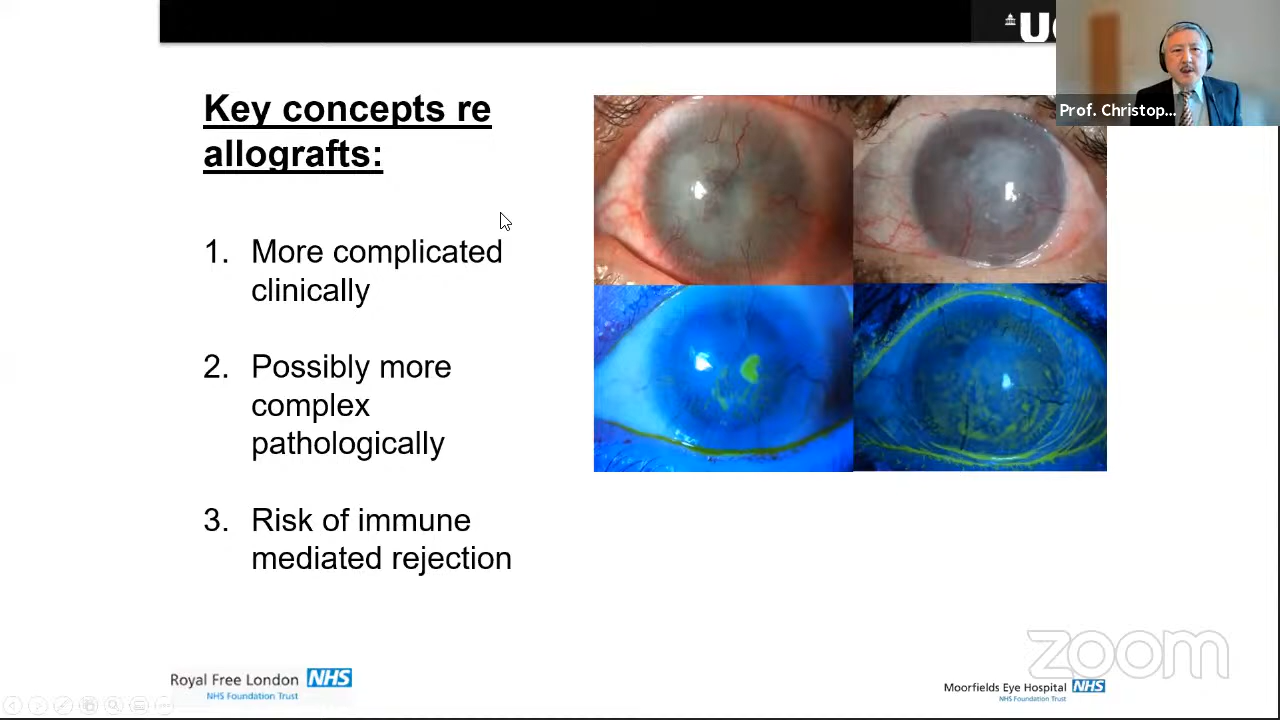 UC
Prof. Christop...
Key concepts re
allografts:
1. More complicated
clinically
2. Possibly more
complex
pathologically
3. Risk of immune
mediated rejection
zoom
Royal Free London NHS
NHS Foundation Trust
Moorfields Eye Hospital NHS
NHS Foundation Trust